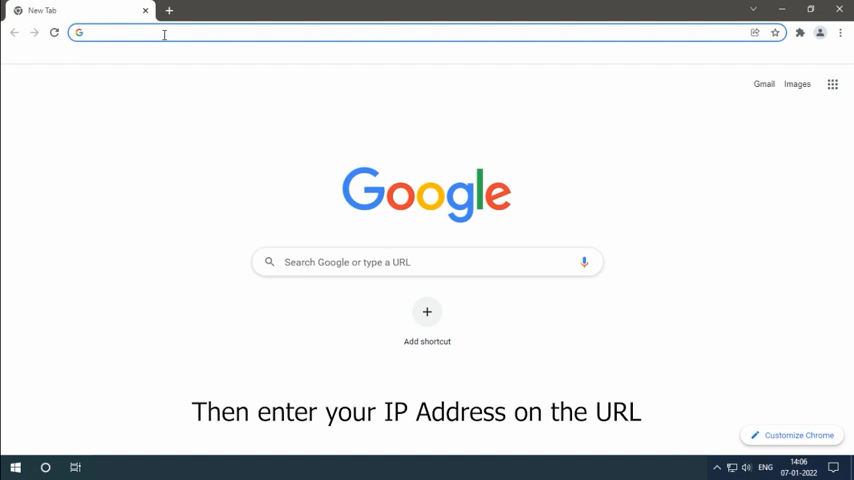 New Tab
Gmail Images
Google
Search Google or type a URL
Add shortcut
Then enter your IP Address on the URL
Customize Chrome
ENG
14:06
07-01-2022